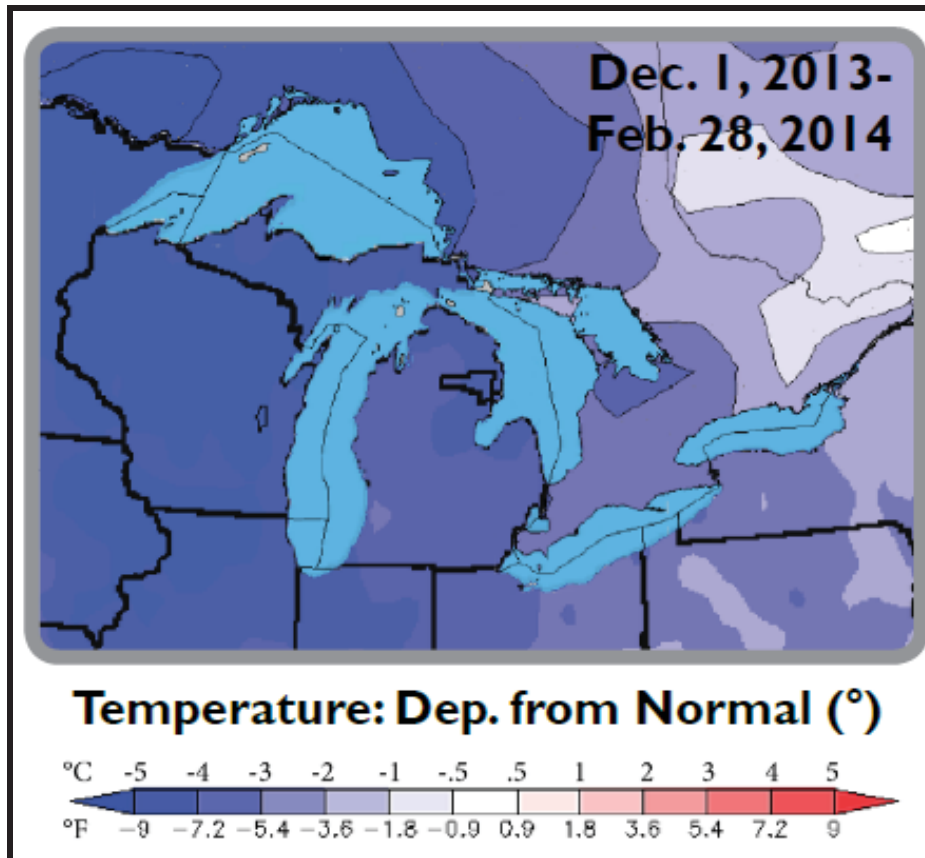 Dec. 1, 2013-
Feb. 28, 2014
Temperature: Dep. from Normal (°)
°C -5 -4 -3 -2 -1 -.5 .5 1 2 3 4 5
°F −9 −7.2 −5.4 −3.6 −1.8 −0.9 0.9 1.8 3.6 5.4 7.2 9